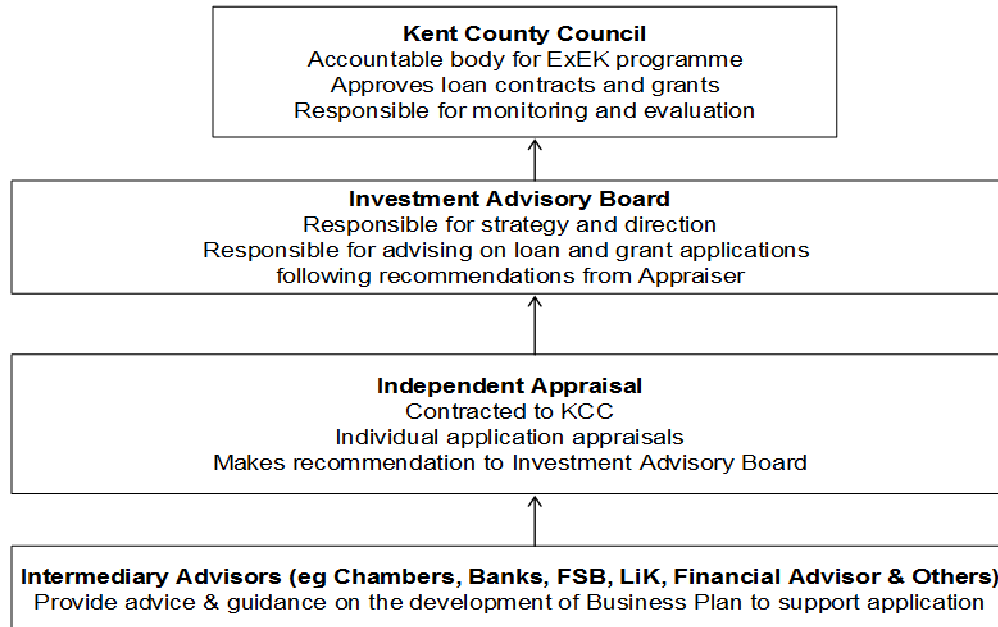 Kent County Council
Accountable body for ExEK programme
Approves loan contracts and grants
Responsible for monitoring and evaluation
Investment Advisory Board
Responsible for strategy and direction
Responsible for advising on loan and grant applications
following recommendations from Appraiser
Independent Appraisal
Contracted to KCC
Individual application appraisals
Makes recommendation to Investment Advisory Board
Intermediary Advisors (eg Chambers, Banks, FSB, LiK, Financial Advisor & Others)
Provide advice & guidance on the development of Business Plan to support application